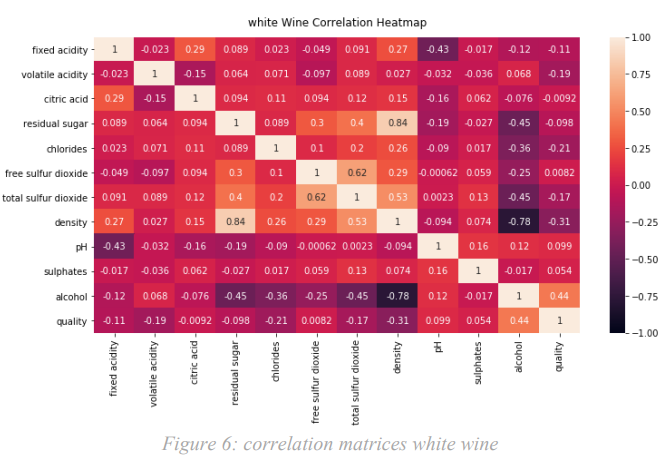 white Wine Correlation Heatmap
fixed acidity 1 -0.023 0.29 0.089 0.023 -0.049 0.091 0.27 -0.43 -0.017 -0.12 -0.11
volatile acidity -0.023 1 -0.15 0.064 0.071 -0.097 0.089 0.027 -0.032 -0.036 0.068 -0.19
citric acid 0.29 -0.15 1 0.094 0.11 0.094 0.12 0.15 -0.16 0.062 -0.076 -0.0092
residual sugar 0.089 0.064 0.094 1 0.089 0.3 0.4 0.84 -0.19 -0.027 -0.45 -0.098
chlorides 0.023 0.071 0.11 0.089 1 0.1 0.2 0.26 -0.09 0.017 -0.36 -0.21
free sulfur dioxide -0.049 -0.097 0.094 0.3 0.1 1 0.62 0.29 -0.00062 0.059 -0.25 0.0082
total sulfur dioxide 0.091 0.089 0.12 0.4 0.2 0.62 1 0.53 0.0023 0.13 -0.45 -0.17
density 0.27 0.027 0.15 0.84 0.26 0.29 0.53 1 -0.094 0.074 -0.78 -0.31
pH -0.43 -0.032 -0.16 -0.19 -0.09 -0.00062 0.0023 -0.094 1 0.16 0.12 0.099
sulphates -0.017 -0.036 0.062 -0.027 0.017 0.059 0.13 0.074 0.16 1 -0.017 0.054
alcohol -0.12 0.068 -0.076 -0.45 -0.36 -0.25 -0.45 -0.78 0.12 -0.017 1 0.44
quality -0.11 -0.19 -0.0092 -0.098 -0.21 0.0082 -0.17 -0.31 0.099 0.054 0.44 1
fixed acidity
volatile acidity
citric acid
residual sugar
chlorides
free sulfur dioxide
total sulfur dioxide
density
pH
sulphates
alcohol
quality
1.00
0.75
0.50
0.25
0.00
−0.25
−0.50
−0.75
−1.00
Figure 6: correlation matrices white wine